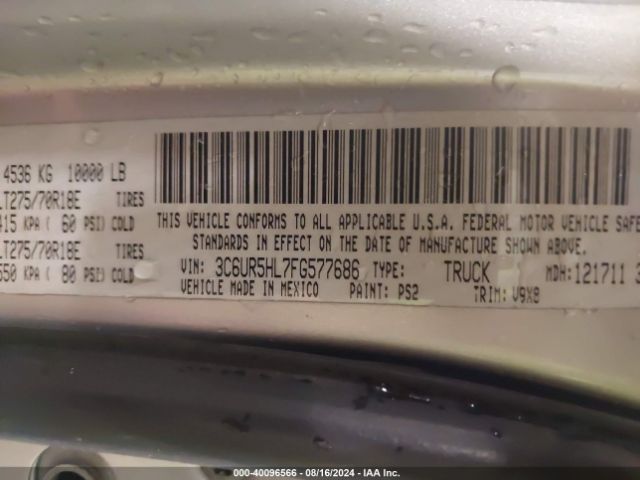 4536 KG 10000 LB
LT275/70R18E TIRES
415 KPA ( 60 PSI) COLD
LT275/70R18E TIRES
550 KPA ( 80 PSI) COLD
THIS VEHICLE CONFORMS TO ALL APPLICABLE U.S.A. FEDERAL MOTOR VEHICLE SAFE
STANDARDS IN EFFECT ON THE DATE OF MANUFACTURE SHOWN ABOVE.
VIN: 3C6UR5HL7FG577686 TYPE: TRUCK MDH:121711 3
VEHICLE MADE IN MEXICO PAINT: PS2 TRIM: V9X8
©-40096566 - 08/16/2024 - IAA Inc.